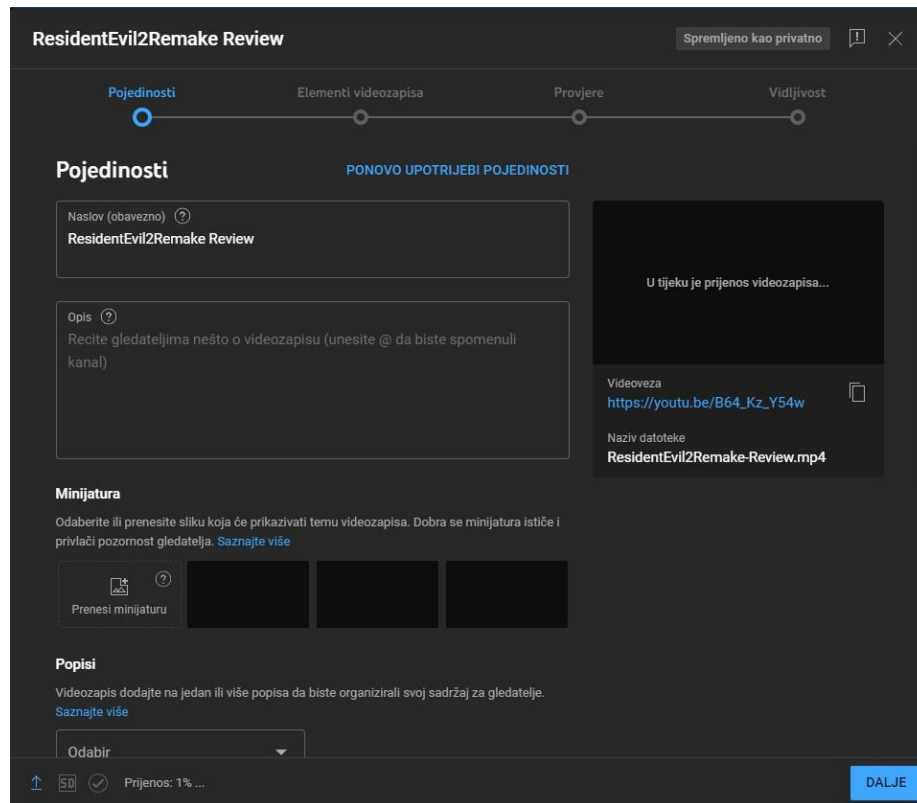 ResidentEvil2Remake Review
Spremljeno kao privatno
Pojedinosti
Elementi videozapisa
Provjere
Vidljivost
Pojedinosti
PONOVO UPOTRIJEBI POJEDINOSTI
Naslov (obavezno) ?
ResidentEvil2Remake Review
Opis ?
Recite gledateljima nešto o videozapisu (unesite @ da biste spomenuli
kanal)
U tijeku je prijenos videozapisa...
Videoveza
https://youtu.be/B64_Kz_Y54w
Naziv datoteke
ResidentEvil2Remake-Review.mp4
Minijatura
Odaberite ili prenesite sliku koja će prikazivati temu videozapisa. Dobra se minijatura ističe i
privlači pozornost gledatelja. Saznajte više
?
Prenesi minijaturu
Popisi
Videozapis dodajte na jedan ili više popisa da biste organizirali svoj sadržaj za gledatelje.
Saznajte više
Odabir
SD
Prijenos: 1% ...
DALJE